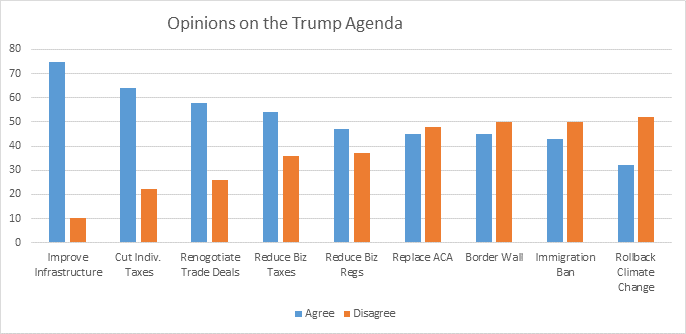 Opinions on the Trump Agenda
80
70
60
50
40
30
20
10
0
Improve Infrastructure
Cut Indiv. Taxes
Renogotiate Trade Deals
Reduce Biz Taxes
Reduce Biz Regs
Replace ACA
Border Wall
Immigration Ban
Rollback Climate Change
Agree
Disagree